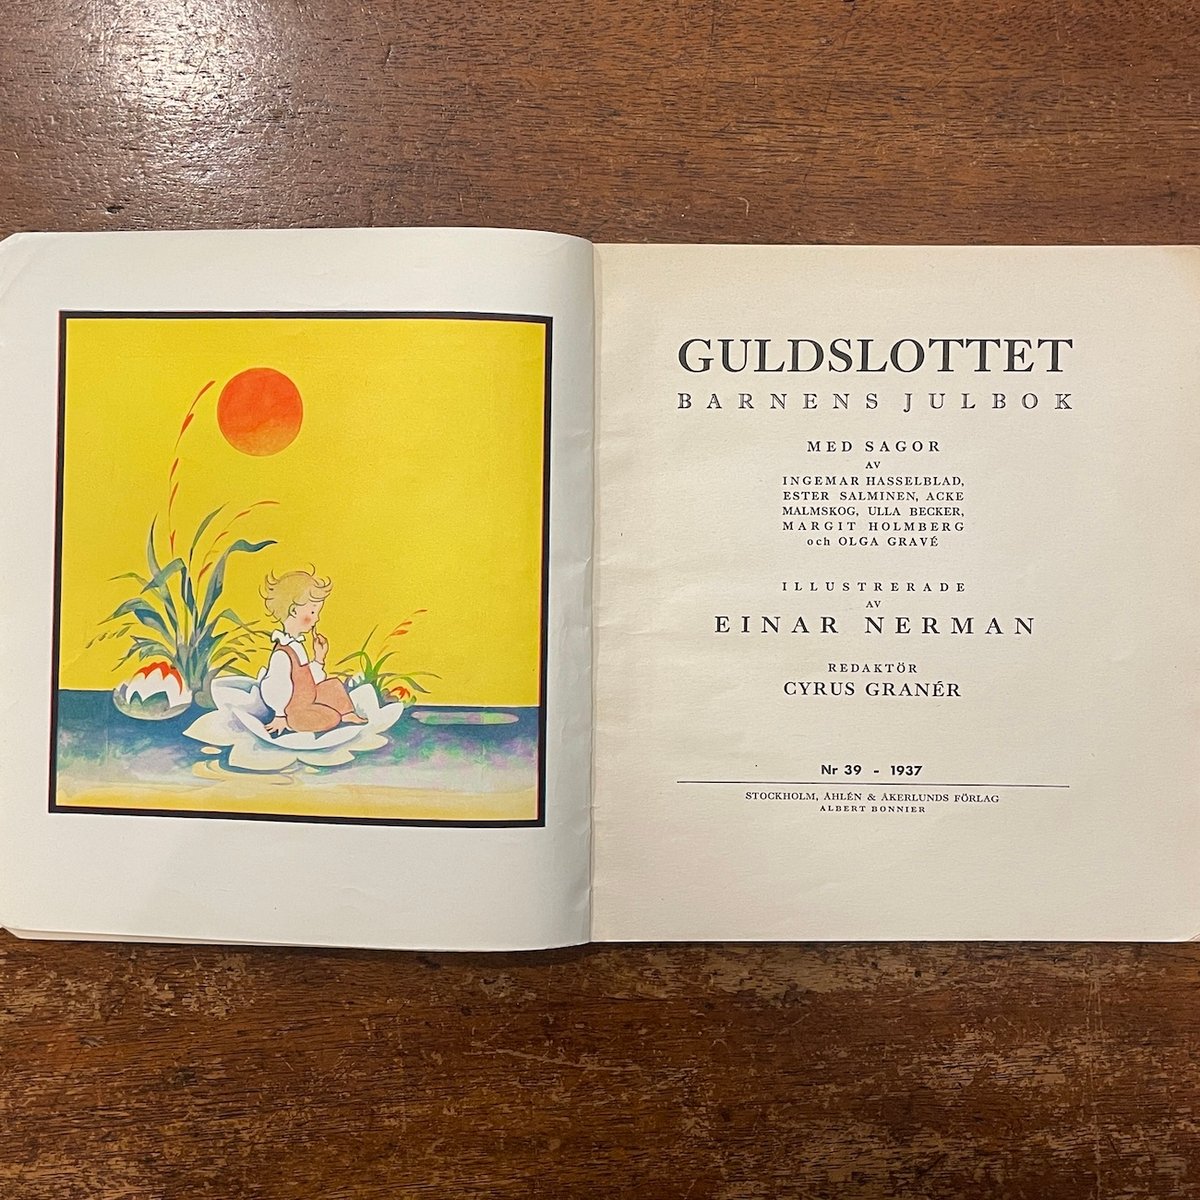 GULDSLOTTET
BARNENS JULBOK
MED SAGOR
AV
INGEMAR HASSELBLAD,
ESTER SALMINEN, ACKE
MALMSKOG, ULLA BECKER,
MARGIT HOLMBERG
och OLGA GRAVÉ
ILLUSTRERADE
AV
EINAR NERMAN
REDAKTÖR
CYRUS GRANÉR
Nr 39 - 1937
STOCKHOLM, ÅHLÉN & ÅKERLUNDS FÖRLAG
ALBERT BONNIER